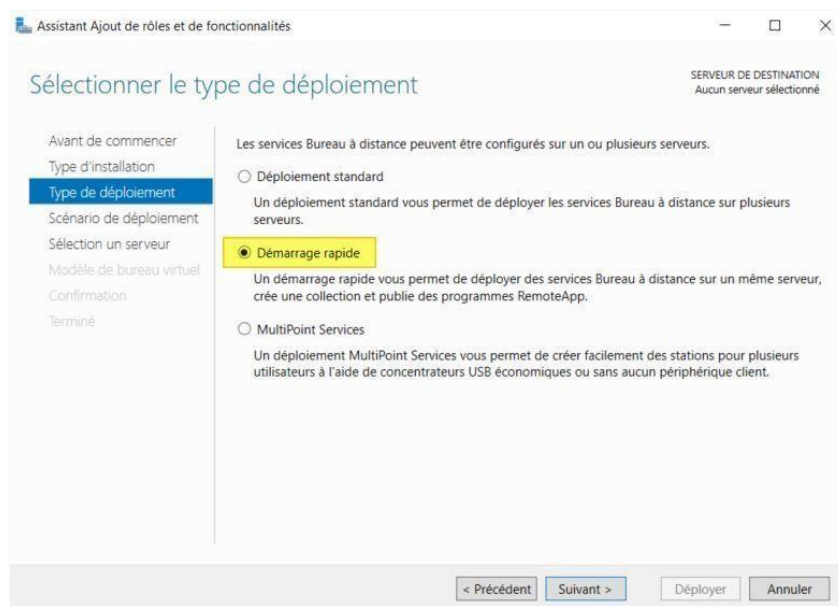 Assistant Ajout de rôles et de fonctionnalités
Sélectionner le type de déploiement
SERVEUR DE DESTINATION
Aucun serveur sélectionné
Avant de commencer
Type d'installation
Type de déploiement
Scénario de déploiement
Sélection un serveur
Modèle de bureau virtuel
Confirmation
Terminé
Les services Bureau à distance peuvent être configurés sur un ou plusieurs serveurs.
Déploiement standard
Un déploiement standard vous permet de déployer les services Bureau à distance sur plusieurs
serveurs.
Démarrage rapide
Un démarrage rapide vous permet de déployer des services Bureau à distance sur un même serveur,
crée une collection et publie des programmes RemoteApp.
MultiPoint Services
Un déploiement MultiPoint Services vous permet de créer facilement des stations pour plusieurs
utilisateurs à l'aide de concentrateurs USB économiques ou sans aucun périphérique client.
< Précédent
Suivant >
Déployer
Annuler